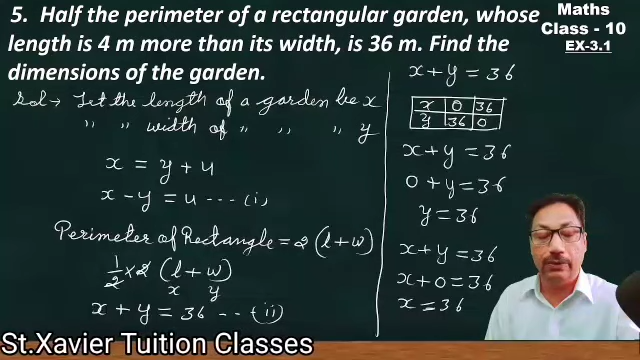 5. Half the perimeter of a rectangular garden, whose
length is 4 m more than its width, is 36 m. Find the
dimensions of the garden.
Maths
Class - 10
EX-3.1
Sol → Let the length of a garden be x
" " width of " " " y
x = y + 4
x - y = 4 --- (i)
Perimeter of Rectangle = 2 (l+w)
1/2 × 2 (l + w)
x y
x + y = 36 -- (ii)
x + y = 36
x 0 36
y 36 0
x + y = 36
0 + y = 36
y = 36
x + y = 36
x + 0 = 36
x = 36
St.Xavier Tuition Classes